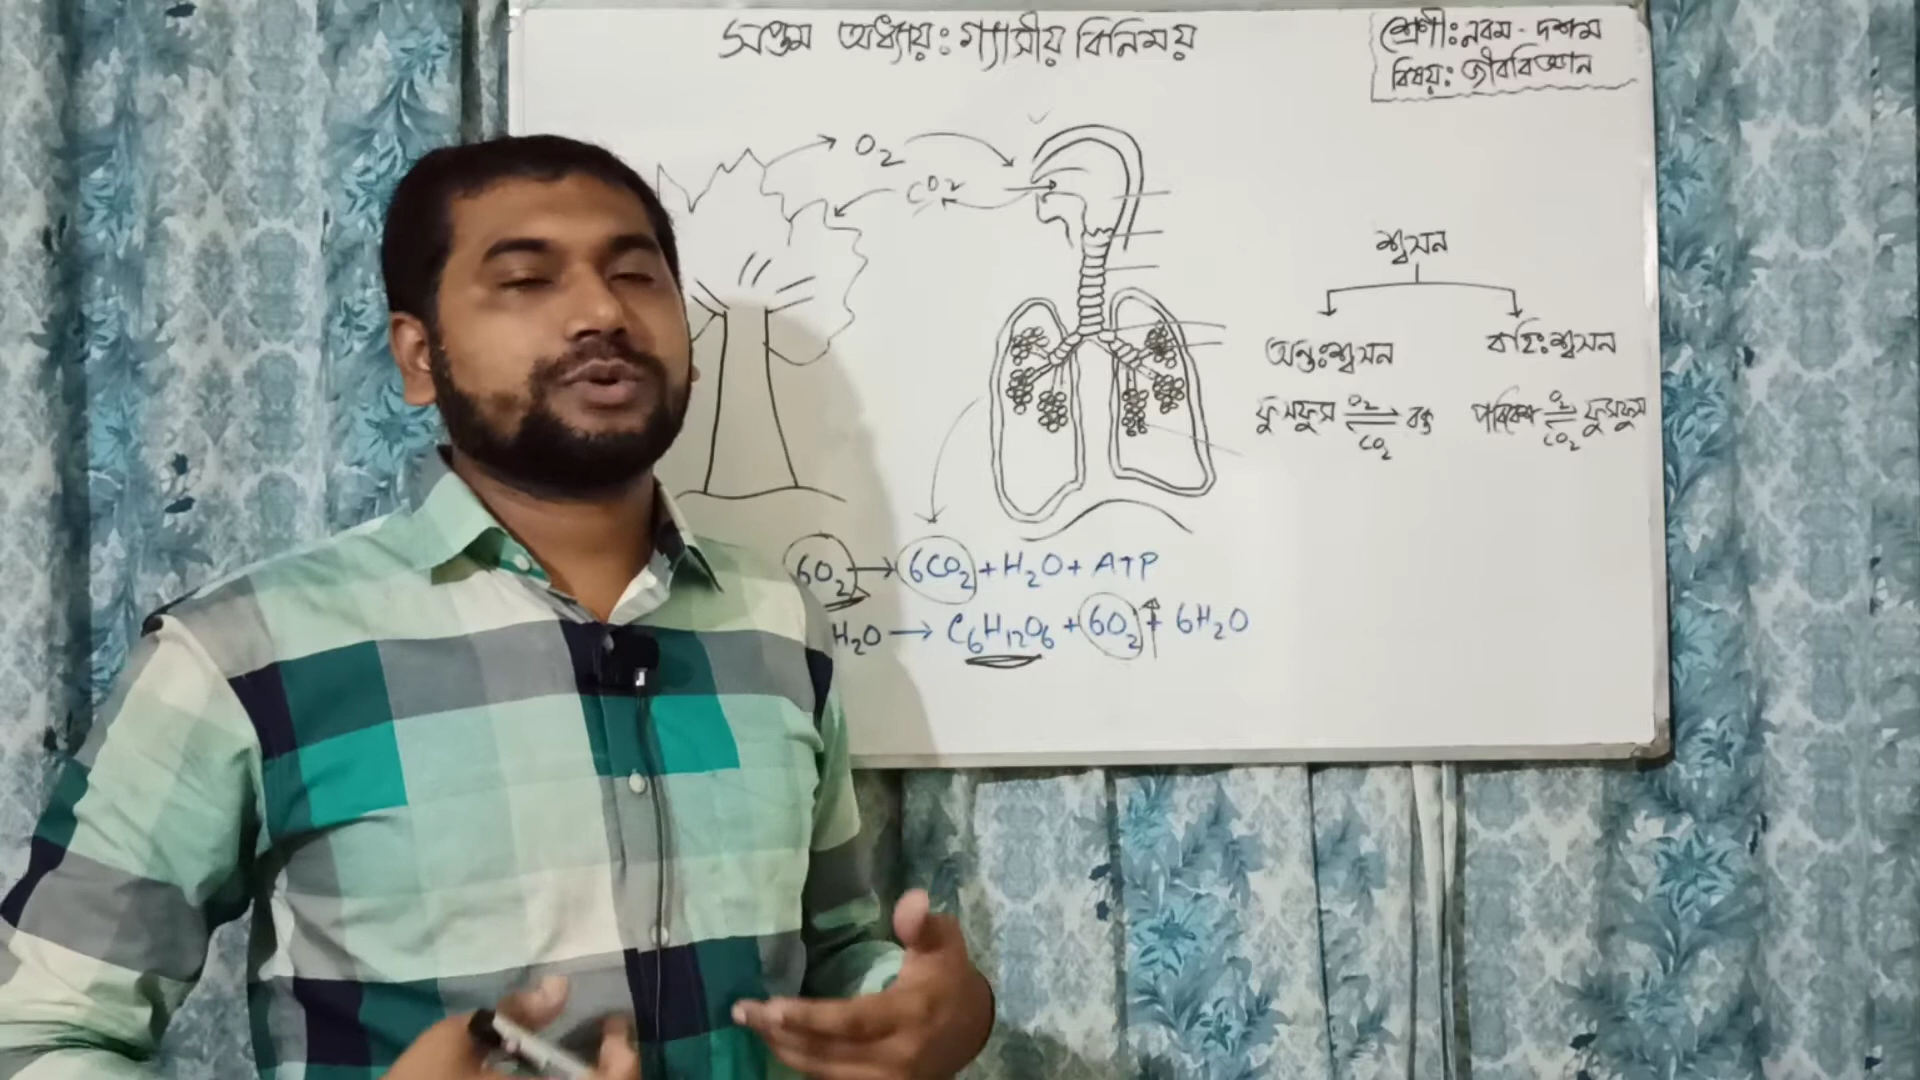 সপ্তম অধ্যায়ঃ গ্যাসীয় বিনিময়
শ্রেণীঃ নবম - দশম
বিষয়ঃ জীববিজ্ঞান
O₂
CO₂
শ্বসন
অন্তঃশ্বসন
বহিঃশ্বসন
ফুসফুস O₂ ⇌ CO₂ রক্ত
পরিবেশ O₂ ⇌ CO₂ ফুসফুস
6O₂ → 6CO₂ + H₂O + ATP
H₂O → C₆H₁₂O₆ + 6O₂ + 6H₂O